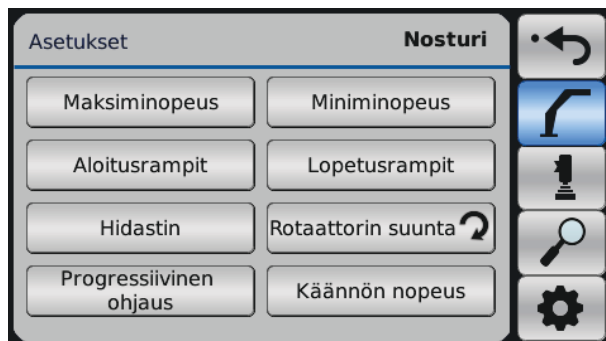 Asetukset
Nosturi
Maksiminopeus
Miniminopeus
Aloitusrampit
Lopetusrampit
Hidastin
Rotaattorin suunta
Progressiivinen
ohjaus
Käännön nopeus